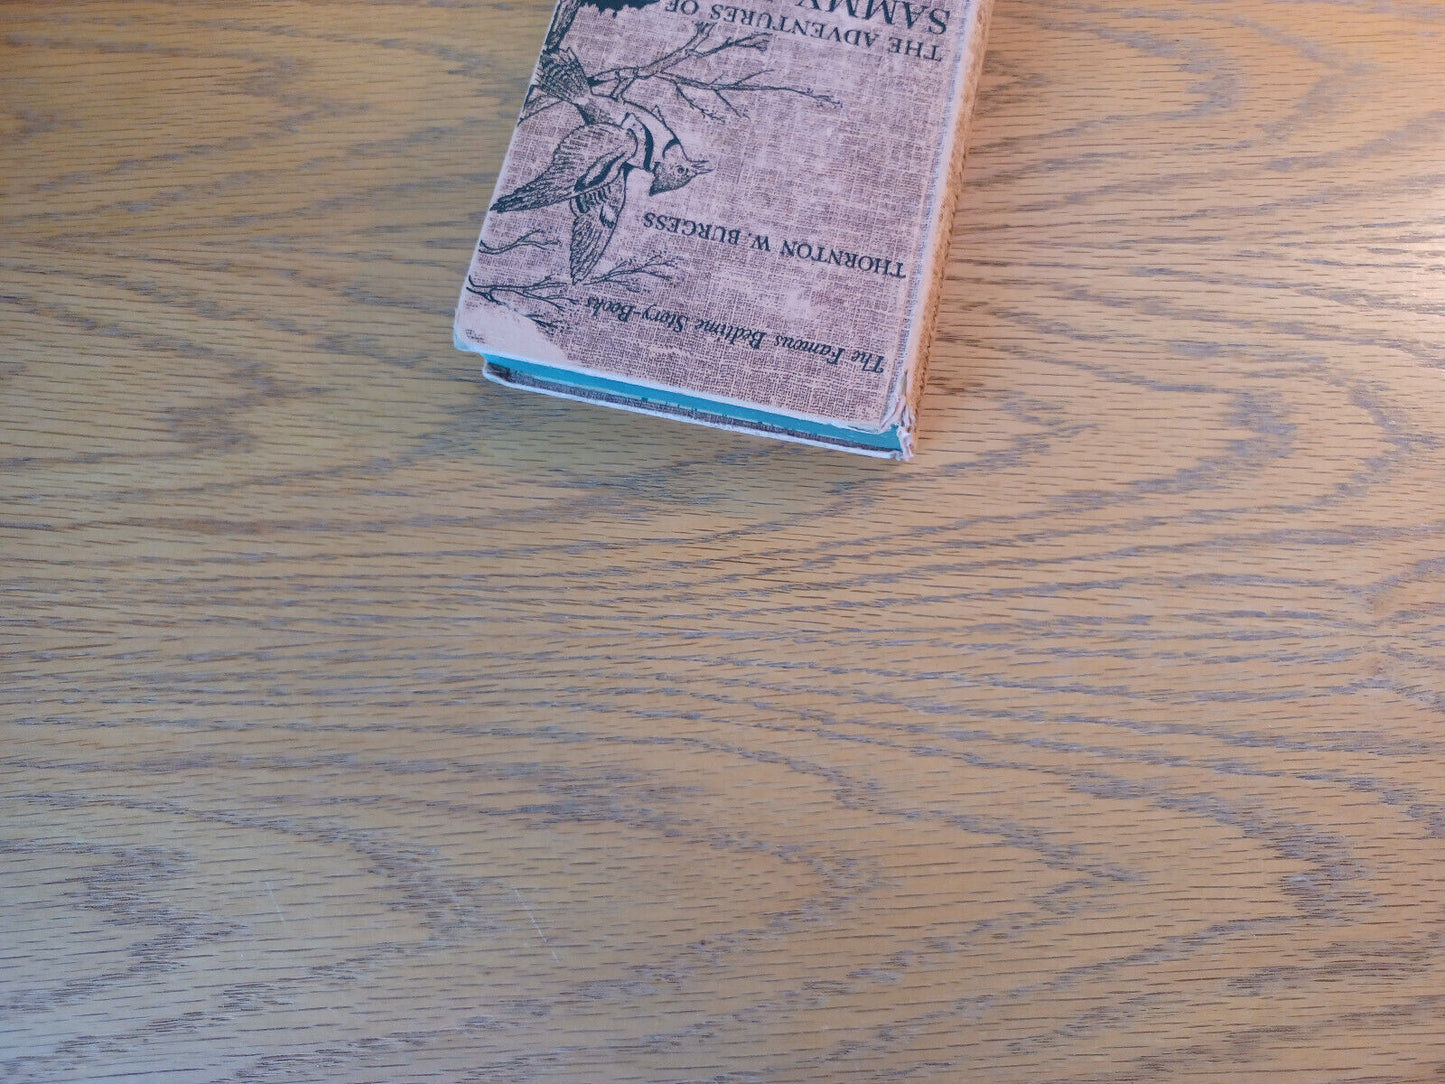 The Famous Bedtime Story-Books
THORNTON W. BURGESS
THE ADVENTURES OF
SAMMY